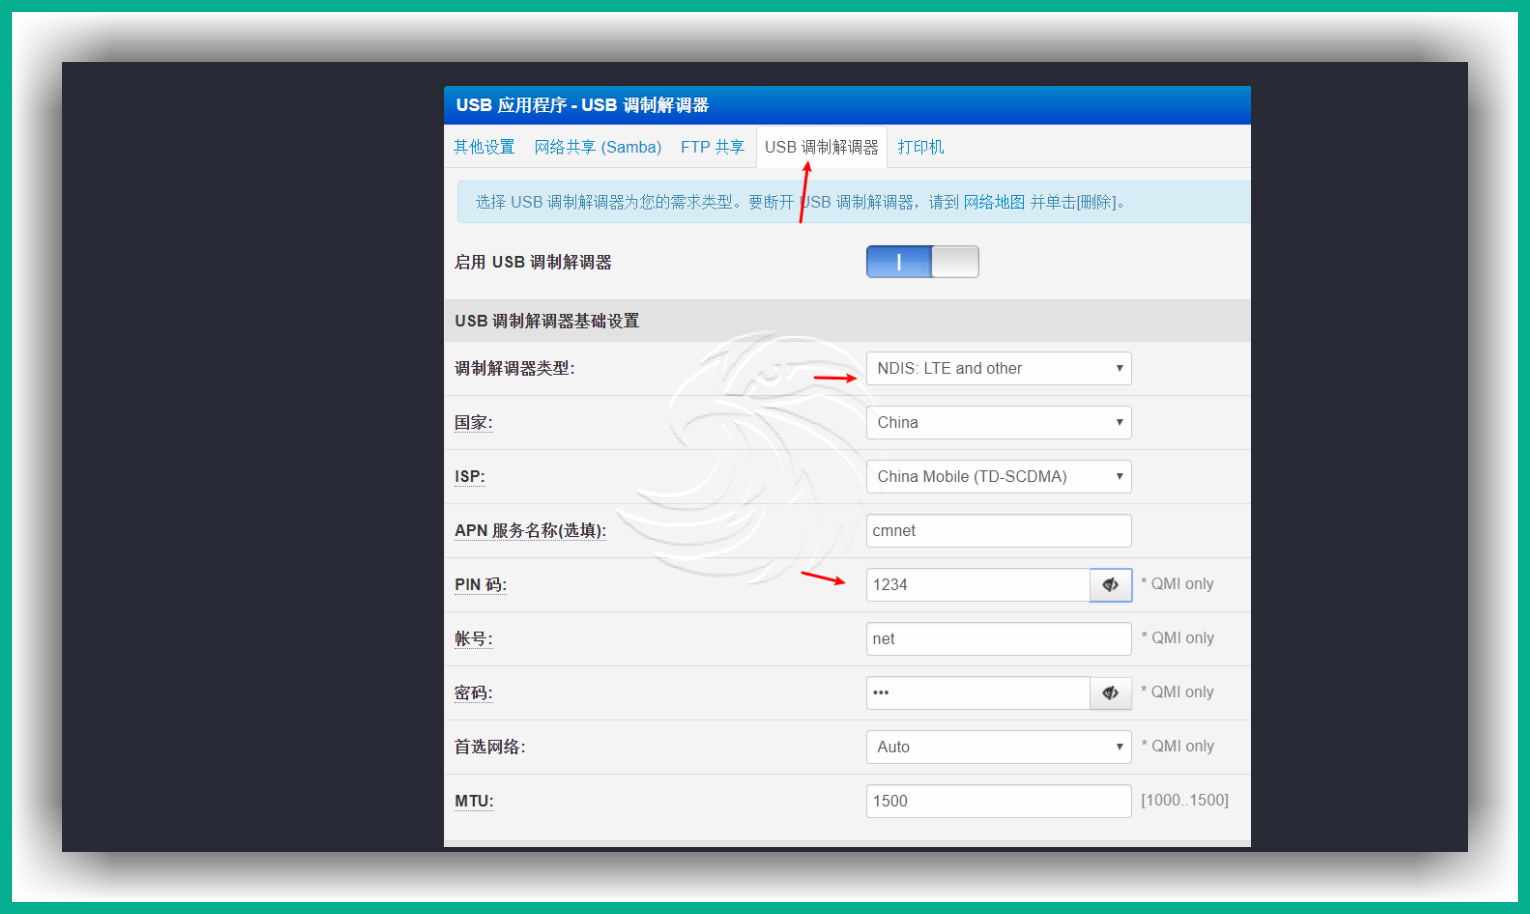 USB 应用程序 - USB 调制解调器
其他设置 网络共享 (Samba) FTP 共享 USB 调制解调器 打印机
选择 USB 调制解调器为您的需求类型。要断开 USB 调制解调器，请到 网络地图 并单击[删除]。
启用 USB 调制解调器
USB 调制解调器基础设置
调制解调器类型: NDIS: LTE and other
国家: China
ISP: China Mobile (TD-SCDMA)
APN 服务名称(选填): cmnet
PIN 码: 1234 * QMI only
帐号: net * QMI only
密码: ••• * QMI only
首选网络: Auto * QMI only
MTU: 1500 [1000..1500]